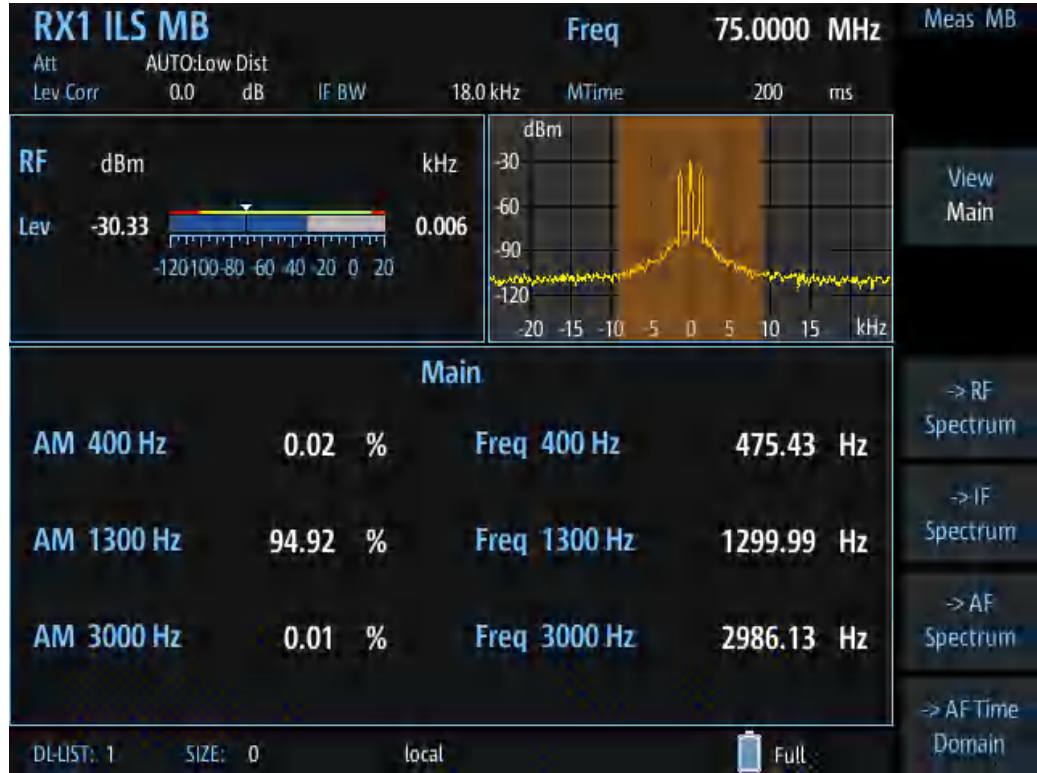 RX1 ILS MB Freq 75.0000 MHz
Att AUTO:Low Dist
Lev Corr 0.0 dB IF BW 18.0 kHz MTime 200 ms
Meas MB
RF dBm kHz
Lev -30.33 0.006
-120 -100 -80 -60 -40 -20 0 20
dBm
-30
-60
-90
-120
-20 -15 -10 -5 0 5 10 15 kHz
View
Main
Main
AM 400 Hz 0.02 % Freq 400 Hz 475.43 Hz
AM 1300 Hz 94.92 % Freq 1300 Hz 1299.99 Hz
AM 3000 Hz 0.01 % Freq 3000 Hz 2986.13 Hz
-> RF
Spectrum
-> IF
Spectrum
-> AF
Spectrum
-> AF Time
Domain
DL-LIST: 1 SIZE: 0 local Full